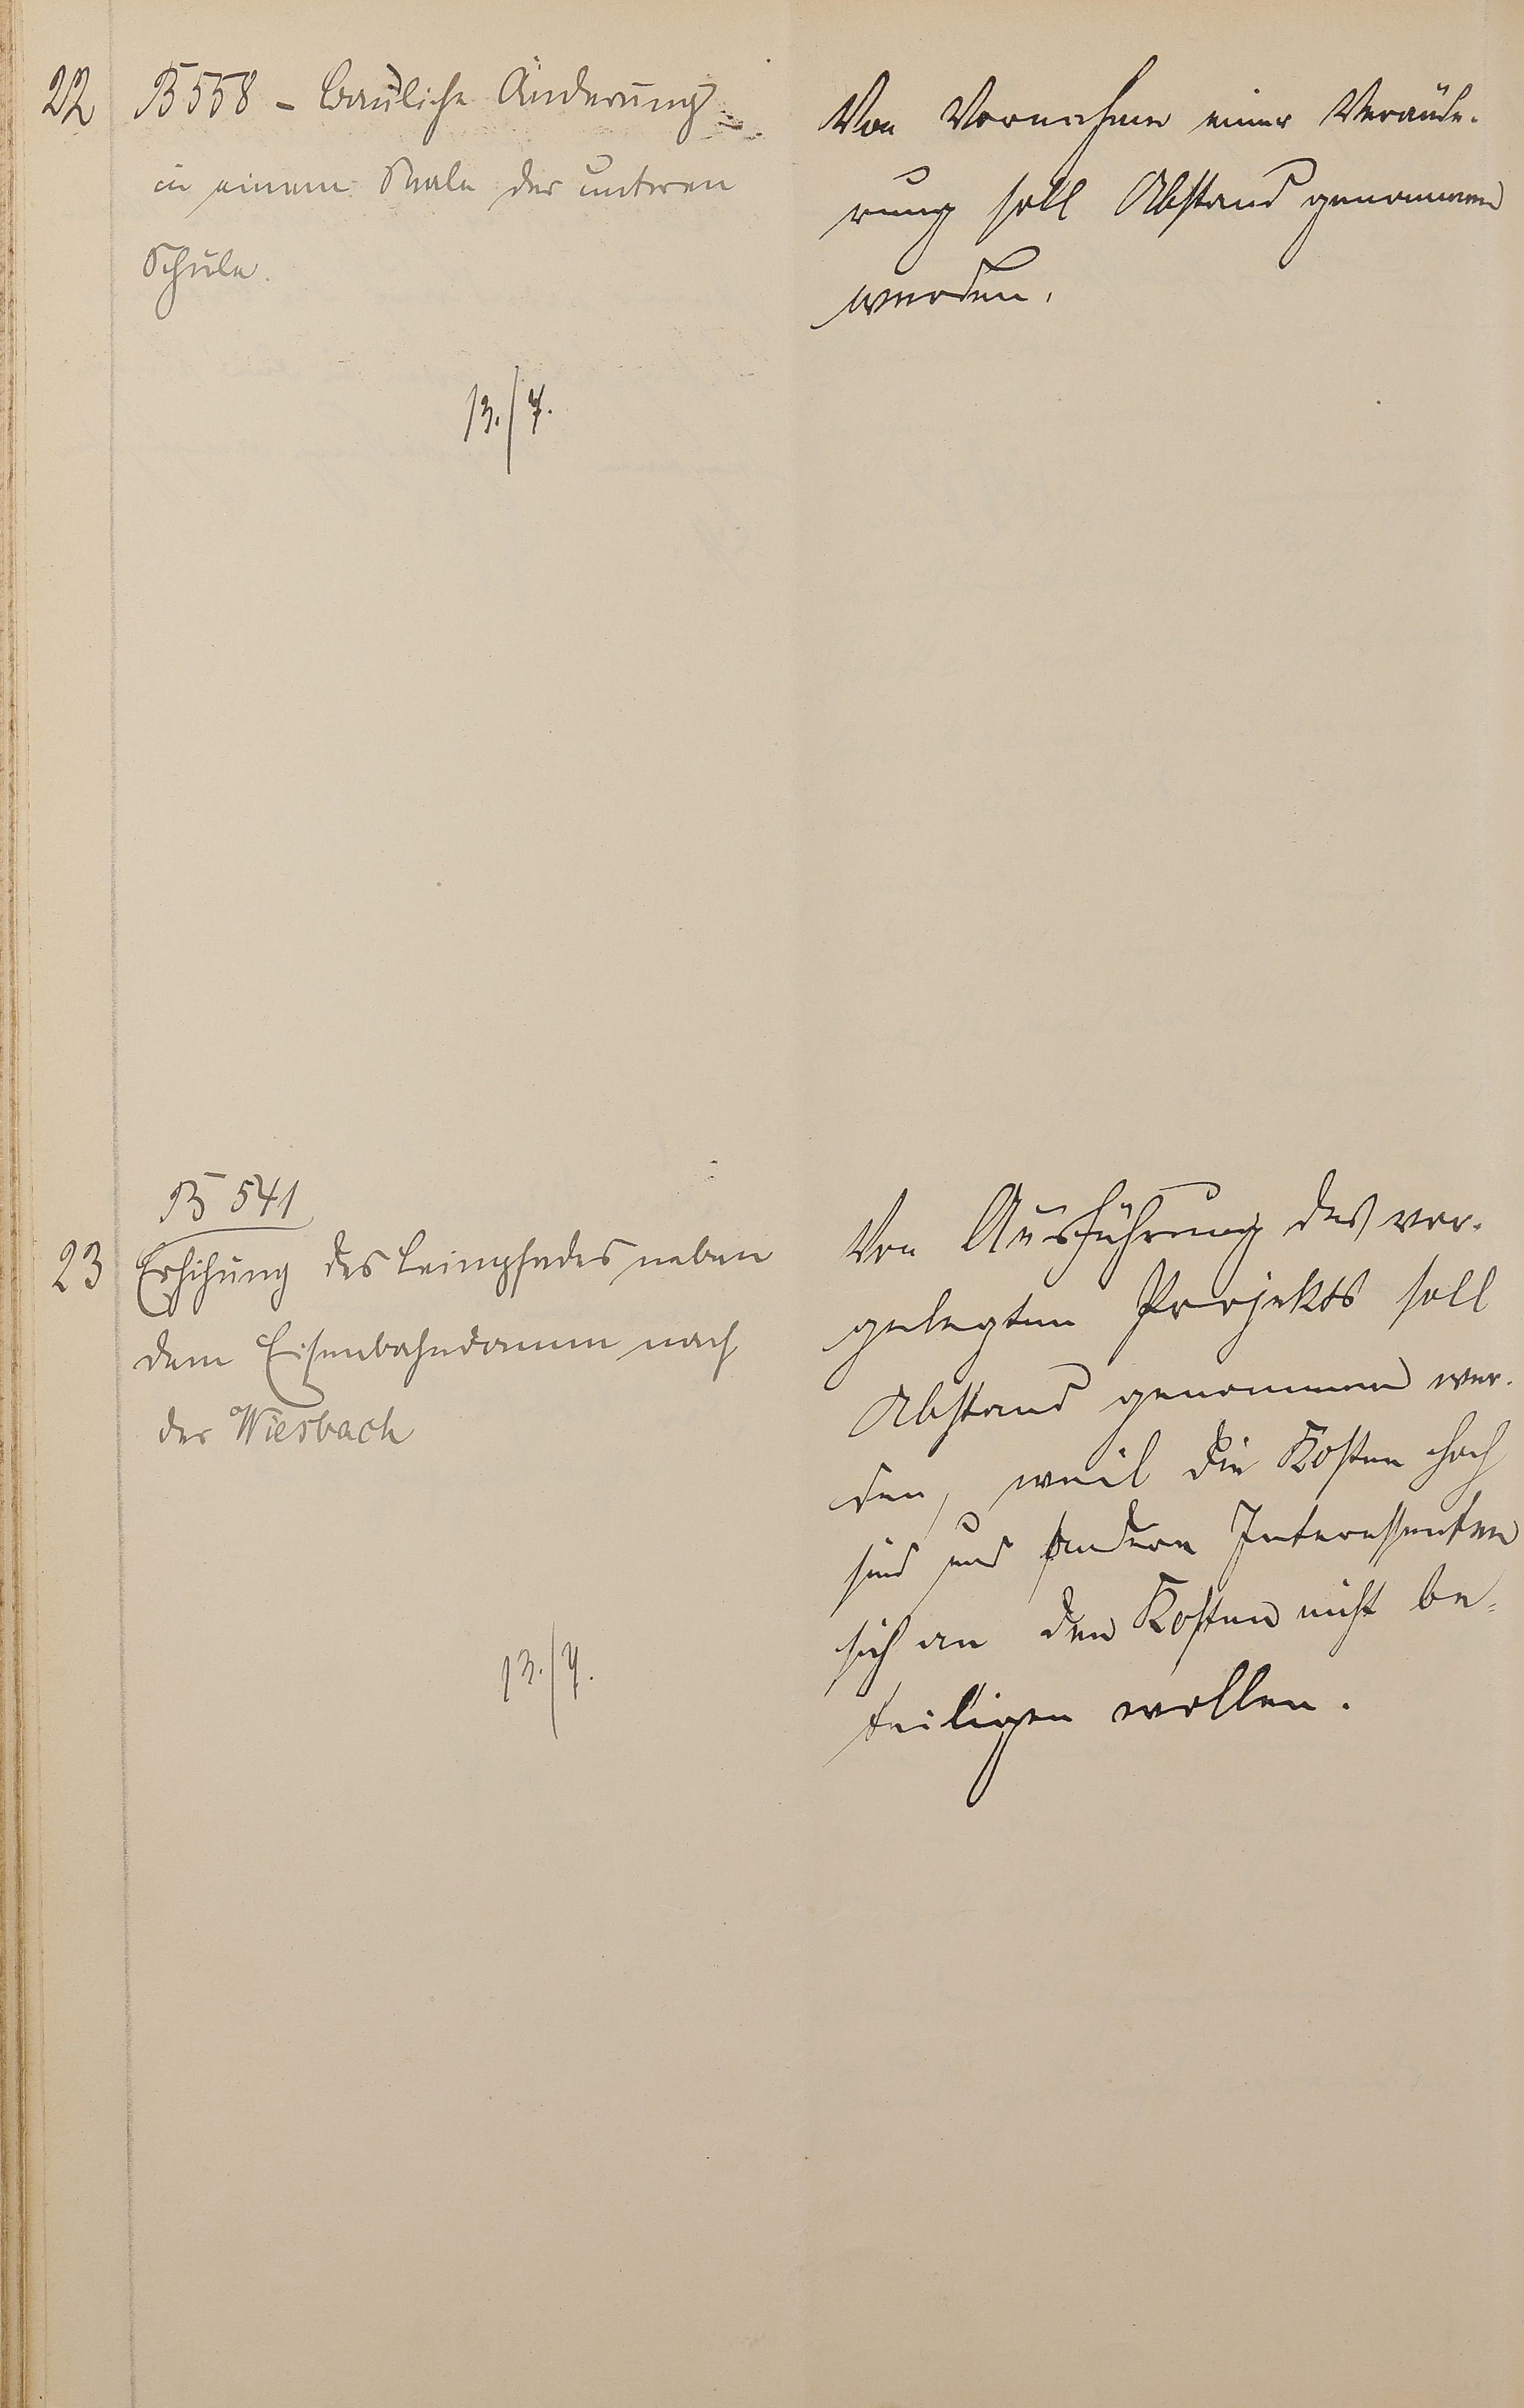 22 B 558 - Bauliche Änderung
in einem Saale der unteren
Schule.
13./7.
Von Vornahme einer Verände-
rung soll Abstand genommen
werden.
B 541
23 Erhöhung des Leinpfades neben
dem Eisenbahndamm nach
der Wiesbach
13./7.
Von Ausführung des vor-
gelegten Projekts soll
Abstand genommen wer-
den, weil die Kosten hoch
sind und andere Interessenten
sich an den Kosten nicht be-
teiligen wollen.